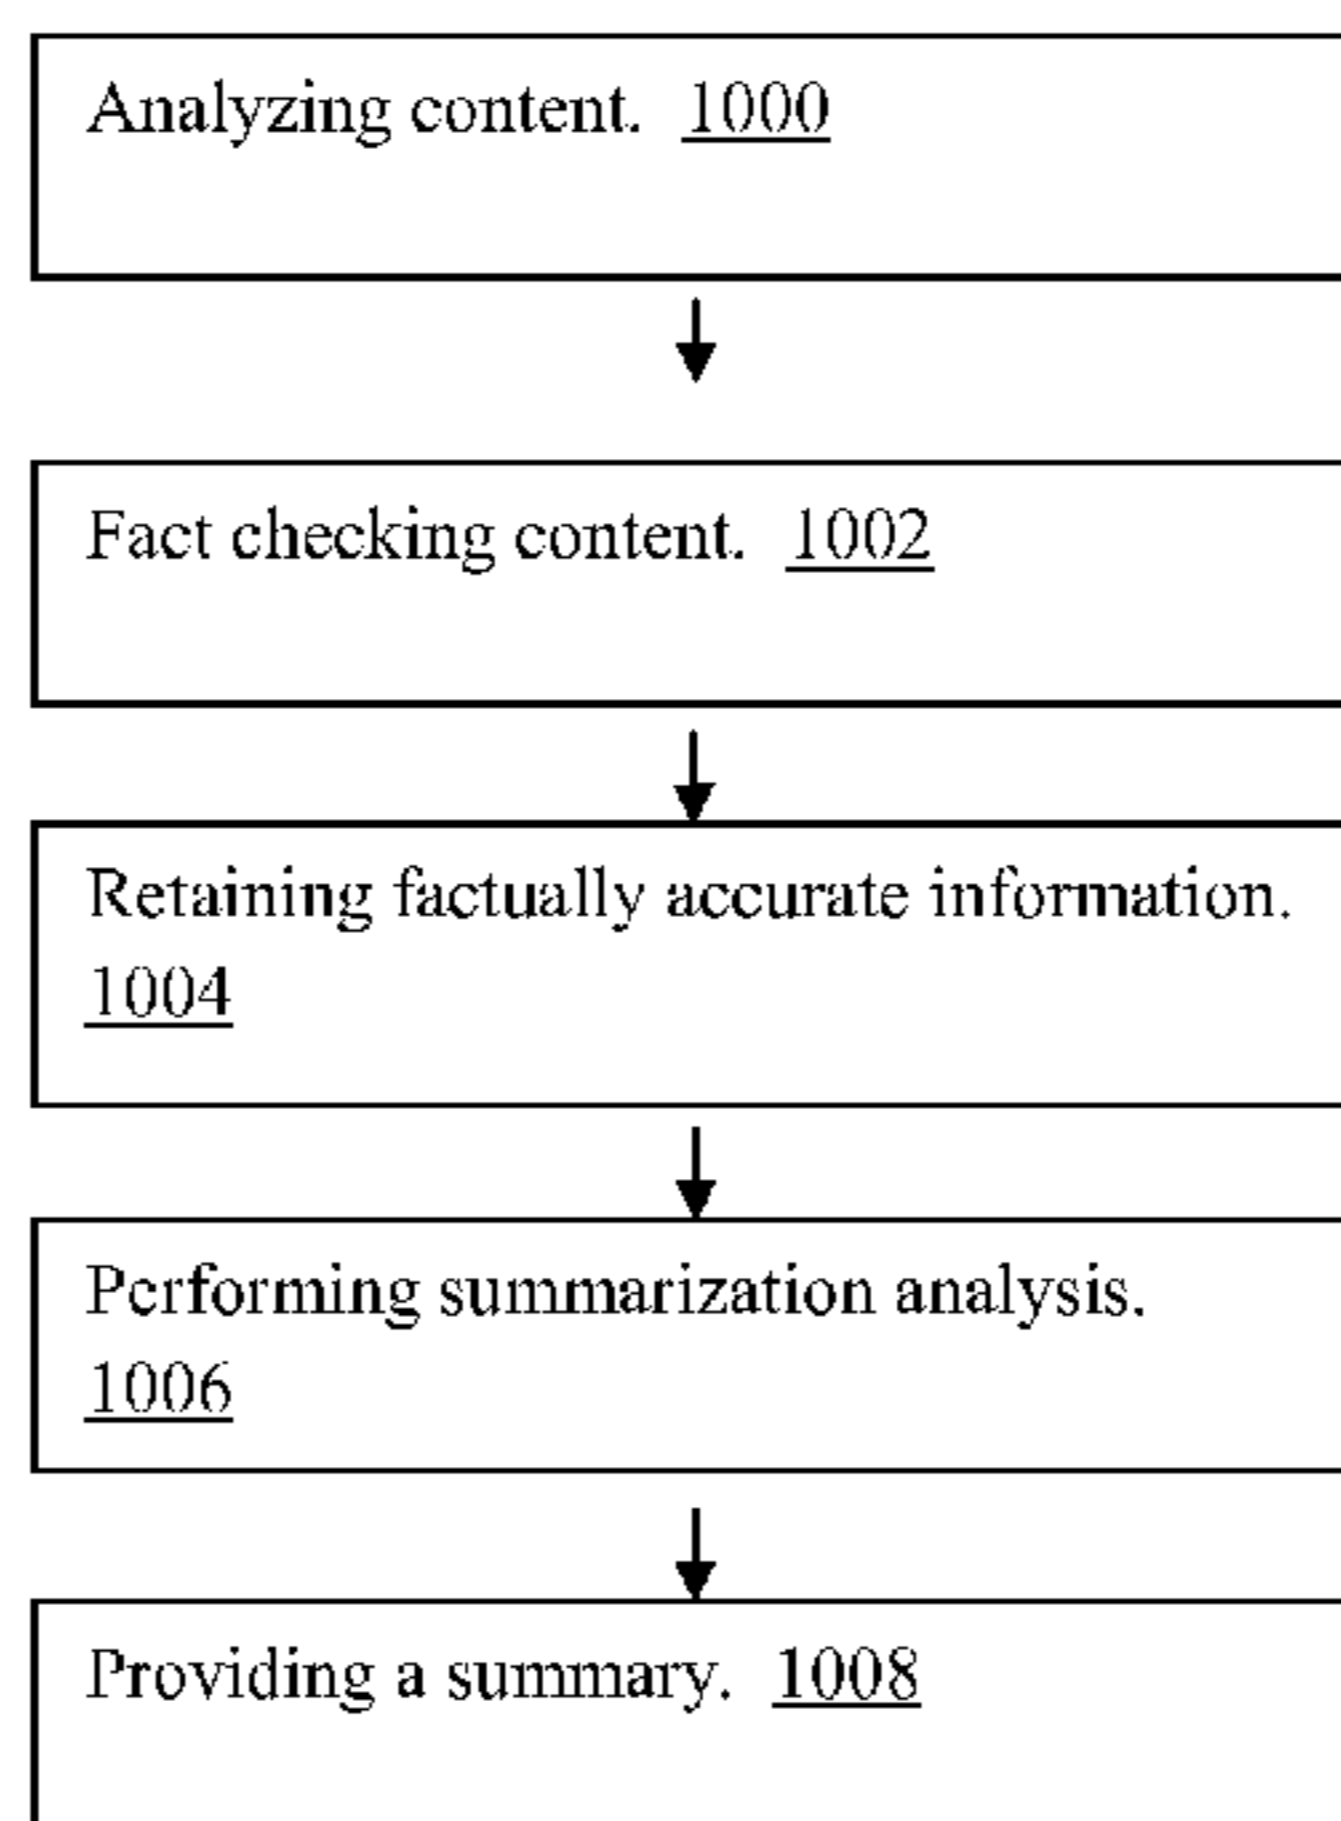 Analyzing content. 1000
Fact checking content. 1002
Retaining factually accurate information.
1004
Performing summarization analysis.
1006
Providing a summary. 1008